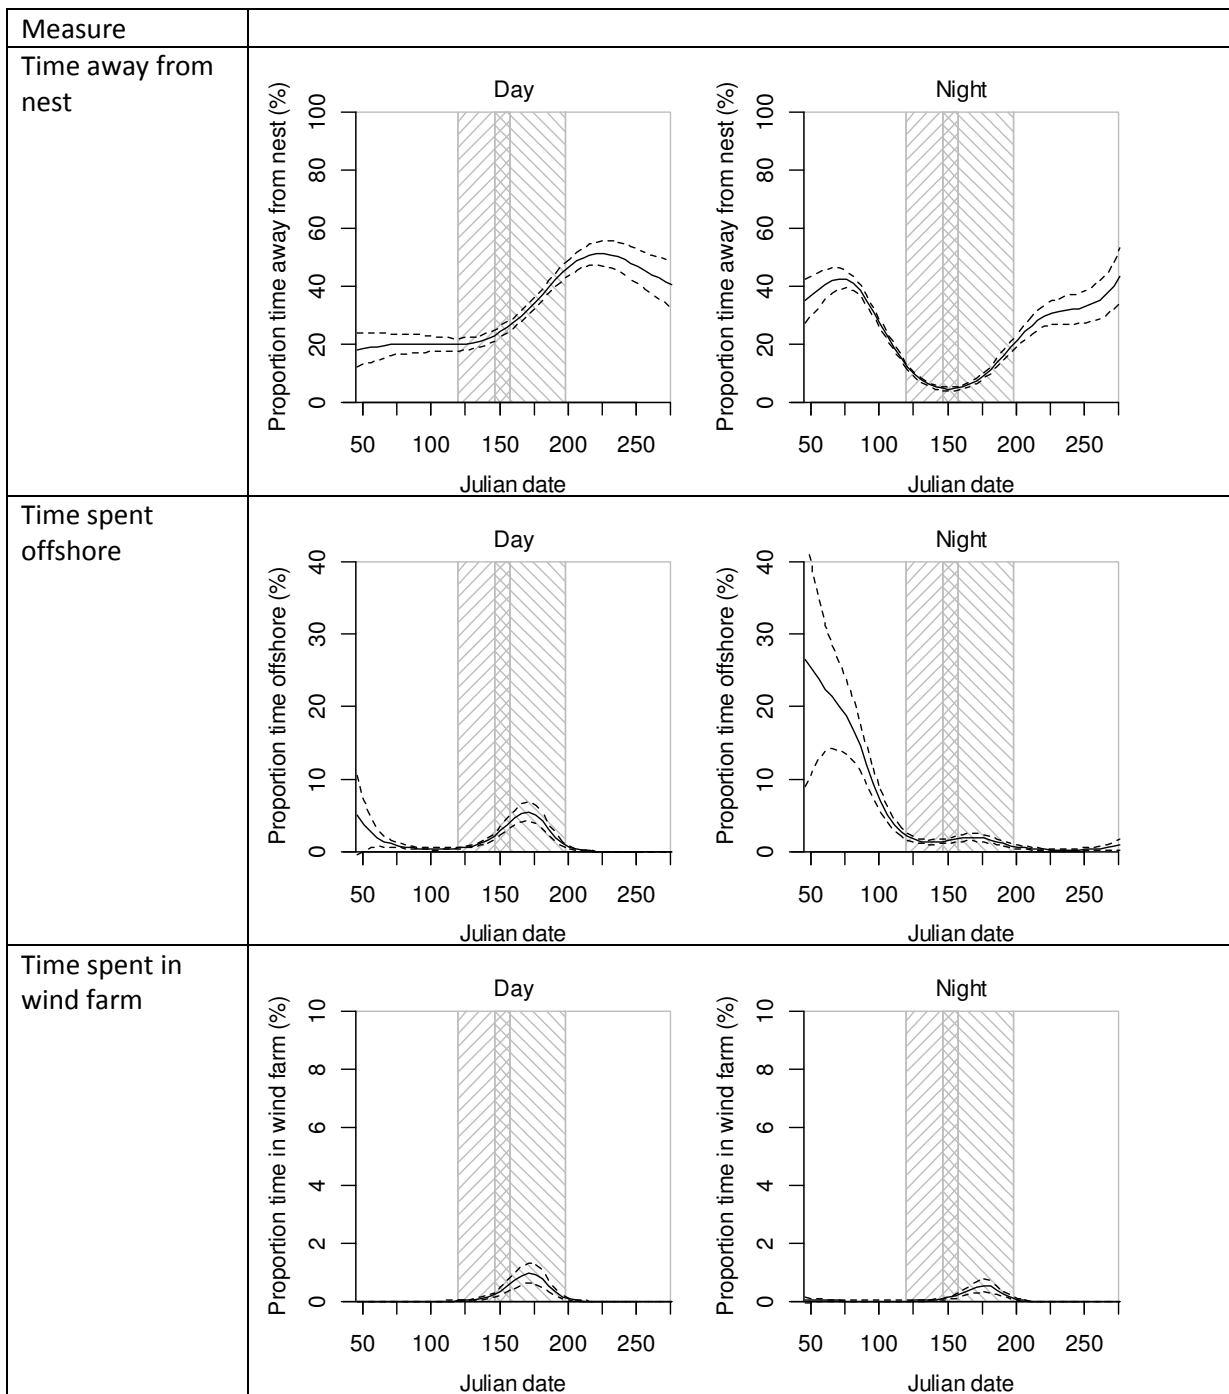 Measure
Time away from
nest
Day
Proportion time away from nest (%)
0 20 40 60 80 100
50 100 150 200 250
Julian date
Night
Proportion time away from nest (%)
0 20 40 60 80 100
50 100 150 200 250
Julian date
Time spent
offshore
Day
Proportion time offshore (%)
0 10 20 30 40
50 100 150 200 250
Julian date
Night
Proportion time offshore (%)
0 10 20 30 40
50 100 150 200 250
Julian date
Time spent in
wind farm
Day
Proportion time in wind farm (%)
0 2 4 6 8 10
50 100 150 200 250
Julian date
Night
Proportion time in wind farm (%)
0 2 4 6 8 10
50 100 150 200 250
Julian date